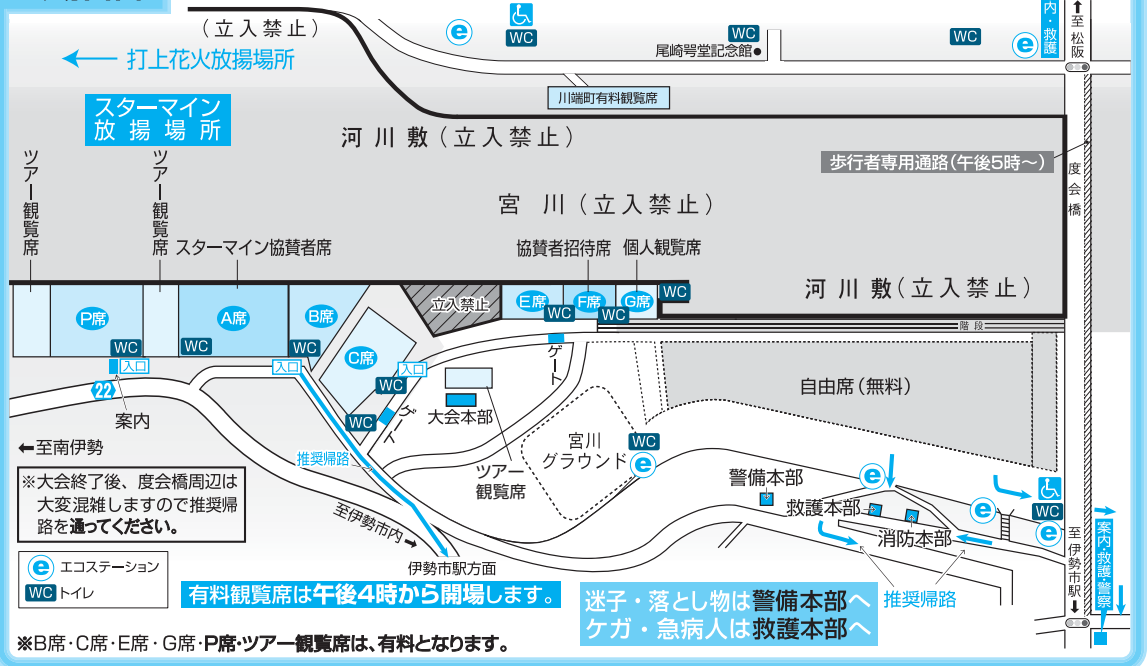 （立入禁止）
打上花火放揚場所
スターマイン
放揚場所
e
WC
尾崎咢堂記念館
WC
WC
e
内・救護
至松阪
川端町有料観覧席
河川敷（立入禁止）
歩行者専用通路（午後5時〜）
度会橋
宮川（立入禁止）
ツアー観覧席
ツアー観覧席
スターマイン協賛者席
協賛者招待席
個人観覧席
河川敷（立入禁止）
P席
A席
B席
立入禁止
E席
F席
G席
WC
WC
WC
WC
WC
WC
階段
入口
入口
C席
入口
ゲート
WC
ゲート
WC
22
案内
大会本部
自由席（無料）
←至南伊勢
推奨帰路
ツアー
観覧席
宮川
グラウンド
WC
e
※大会終了後、度会橋周辺は
大変混雑しますので推奨帰
路を通ってください。
至伊勢市内
伊勢市駅方面
警備本部
救護本部
消防本部
e
e
WC
e
至伊勢市駅
案内・救護・警察
推奨帰路
e エコステーション
WC トイレ
有料観覧席は午後4時から開場します。
迷子・落とし物は警備本部へ
ケガ・急病人は救護本部へ
※B席・C席・E席・G席・P席・ツアー観覧席は、有料となります。